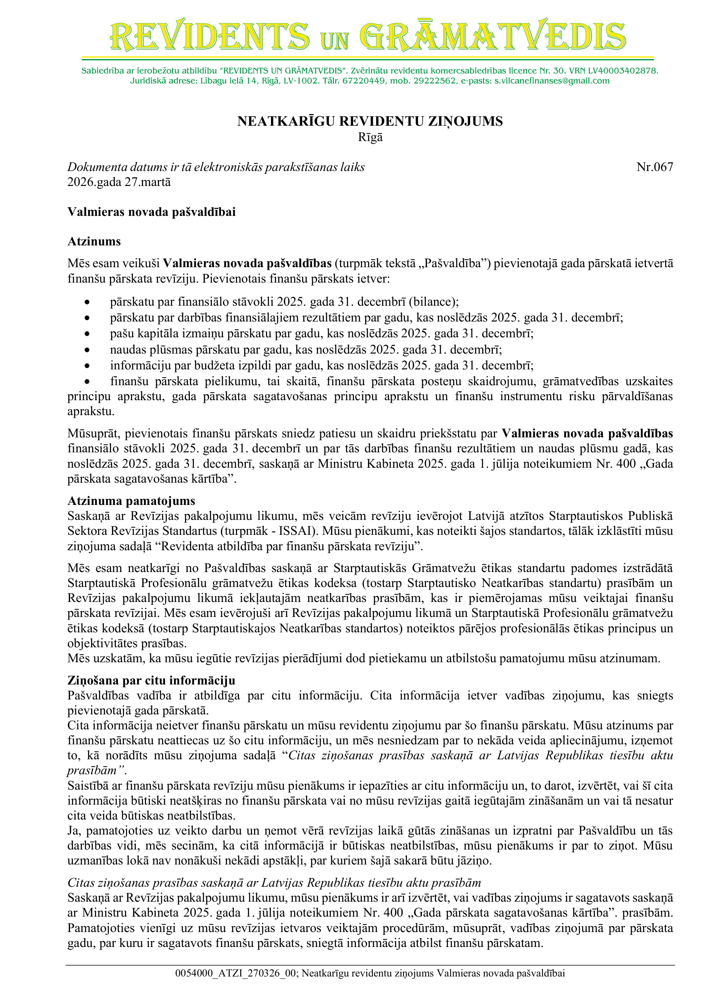 REVIDENTS UN GRĀMATVEDIS
Sabiedrība ar ierobežotu atbildību “REVIDENTS UN GRĀMATVEDIS”. Zvērinātu revidentu komercsabiedrības licence Nr. 30. VRN LV40003402878.
Juridiskā adrese: Lībagu ielā 14, Rīgā, LV-1002. Tālr. 67220449, mob. 29222562, e-pasts: s.vilcanefinanses@gmail.com
NEATKARĪGU REVIDENTU ZIŅOJUMS
Rīgā
Dokumenta datums ir tā elektroniskās parakstīšanas laiks Nr.067
2026.gada 27.martā
Valmieras novada pašvaldībai
Atzinums
Mēs esam veikuši Valmieras novada pašvaldības (turpmāk tekstā „Pašvaldība”) pievienotajā gada pārskatā ietvertā
finanšu pārskata revīziju. Pievienotais finanšu pārskats ietver:
• pārskatu par finansiālo stāvokli 2025. gada 31. decembrī (bilance);
• pārskatu par darbības finansiālajiem rezultātiem par gadu, kas noslēdzās 2025. gada 31. decembrī;
• pašu kapitāla izmaiņu pārskatu par gadu, kas noslēdzās 2025. gada 31. decembrī;
• naudas plūsmas pārskatu par gadu, kas noslēdzās 2025. gada 31. decembrī;
• informāciju par budžeta izpildi par gadu, kas noslēdzās 2025. gada 31. decembrī;
• finanšu pārskata pielikumu, tai skaitā, finanšu pārskata posteņu skaidrojumu, grāmatvedības uzskaites
principu aprakstu, gada pārskata sagatavošanas principu aprakstu un finanšu instrumentu risku pārvaldīšanas
aprakstu.
Mūsuprāt, pievienotais finanšu pārskats sniedz patiesu un skaidru priekšstatu par Valmieras novada pašvaldības
finansiālo stāvokli 2025. gada 31. decembrī un par tās darbības finanšu rezultātiem un naudas plūsmu gadā, kas
noslēdzās 2025. gada 31. decembrī, saskaņā ar Ministru Kabineta 2025. gada 1. jūlija noteikumiem Nr. 400 „Gada
pārskata sagatavošanas kārtība”.
Atzinuma pamatojums
Saskaņā ar Revīzijas pakalpojumu likumu, mēs veicām revīziju ievērojot Latvijā atzītos Starptautiskos Publiskā
Sektora Revīzijas Standartus (turpmāk - ISSAI). Mūsu pienākumi, kas noteikti šajos standartos, tālāk izklāstīti mūsu
ziņojuma sadaļā “Revidenta atbildība par finanšu pārskata revīziju”.
Mēs esam neatkarīgi no Pašvaldības saskaņā ar Starptautiskās Grāmatvežu ētikas standartu padomes izstrādātā
Starptautiskā Profesionālu grāmatvežu ētikas kodeksa (tostarp Starptautisko Neatkarības standartu) prasībām un
Revīzijas pakalpojumu likumā iekļautajām neatkarības prasībām, kas ir piemērojamas mūsu veiktajai finanšu
pārskata revīzijai. Mēs esam ievērojuši arī Revīzijas pakalpojumu likumā un Starptautiskā Profesionālu grāmatvežu
ētikas kodeksā (tostarp Starptautiskajos Neatkarības standartos) noteiktos pārējos profesionālās ētikas principus un
objektivitātes prasības.
Mēs uzskatām, ka mūsu iegūtie revīzijas pierādījumi dod pietiekamu un atbilstošu pamatojumu mūsu atzinumam.
Ziņošana par citu informāciju
Pašvaldības vadība ir atbildīga par citu informāciju. Cita informācija ietver vadības ziņojumu, kas sniegts
pievienotajā gada pārskatā.
Cita informācija neietver finanšu pārskatu un mūsu revidentu ziņojumu par šo finanšu pārskatu. Mūsu atzinums par
finanšu pārskatu neattiecas uz šo citu informāciju, un mēs nesniedzam par to nekāda veida apliecinājumu, izņemot
to, kā norādīts mūsu ziņojuma sadaļā “Citas ziņošanas prasības saskaņā ar Latvijas Republikas tiesību aktu
prasībām”.
Saistībā ar finanšu pārskata revīziju mūsu pienākums ir iepazīties ar citu informāciju un, to darot, izvērtēt, vai šī cita
informācija būtiski neatšķiras no finanšu pārskata vai no mūsu revīzijas gaitā iegūtajām zināšanām un vai tā nesatur
cita veida būtiskas neatbilstības.
Ja, pamatojoties uz veikto darbu un ņemot vērā revīzijas laikā gūtās zināšanas un izpratni par Pašvaldību un tās
darbības vidi, mēs secinām, ka citā informācijā ir būtiskas neatbilstības, mūsu pienākums ir par to ziņot. Mūsu
uzmanības lokā nav nonākuši nekādi apstākļi, par kuriem šajā sakarā būtu jāziņo.
Citas ziņošanas prasības saskaņā ar Latvijas Republikas tiesību aktu prasībām
Saskaņā ar Revīzijas pakalpojumu likumu, mūsu pienākums ir arī izvērtēt, vai vadības ziņojums ir sagatavots saskaņā
ar Ministru Kabineta 2025. gada 1. jūlija noteikumiem Nr. 400 „Gada pārskata sagatavošanas kārtība”. prasībām.
Pamatojoties vienīgi uz mūsu revīzijas ietvaros veiktajām procedūrām, mūsuprāt, vadības ziņojumā par pārskata
gadu, par kuru ir sagatavots finanšu pārskats, sniegtā informācija atbilst finanšu pārskatam.
0054000_ATZI_270326_00; Neatkarīgu revidentu ziņojums Valmieras novada pašvaldībai